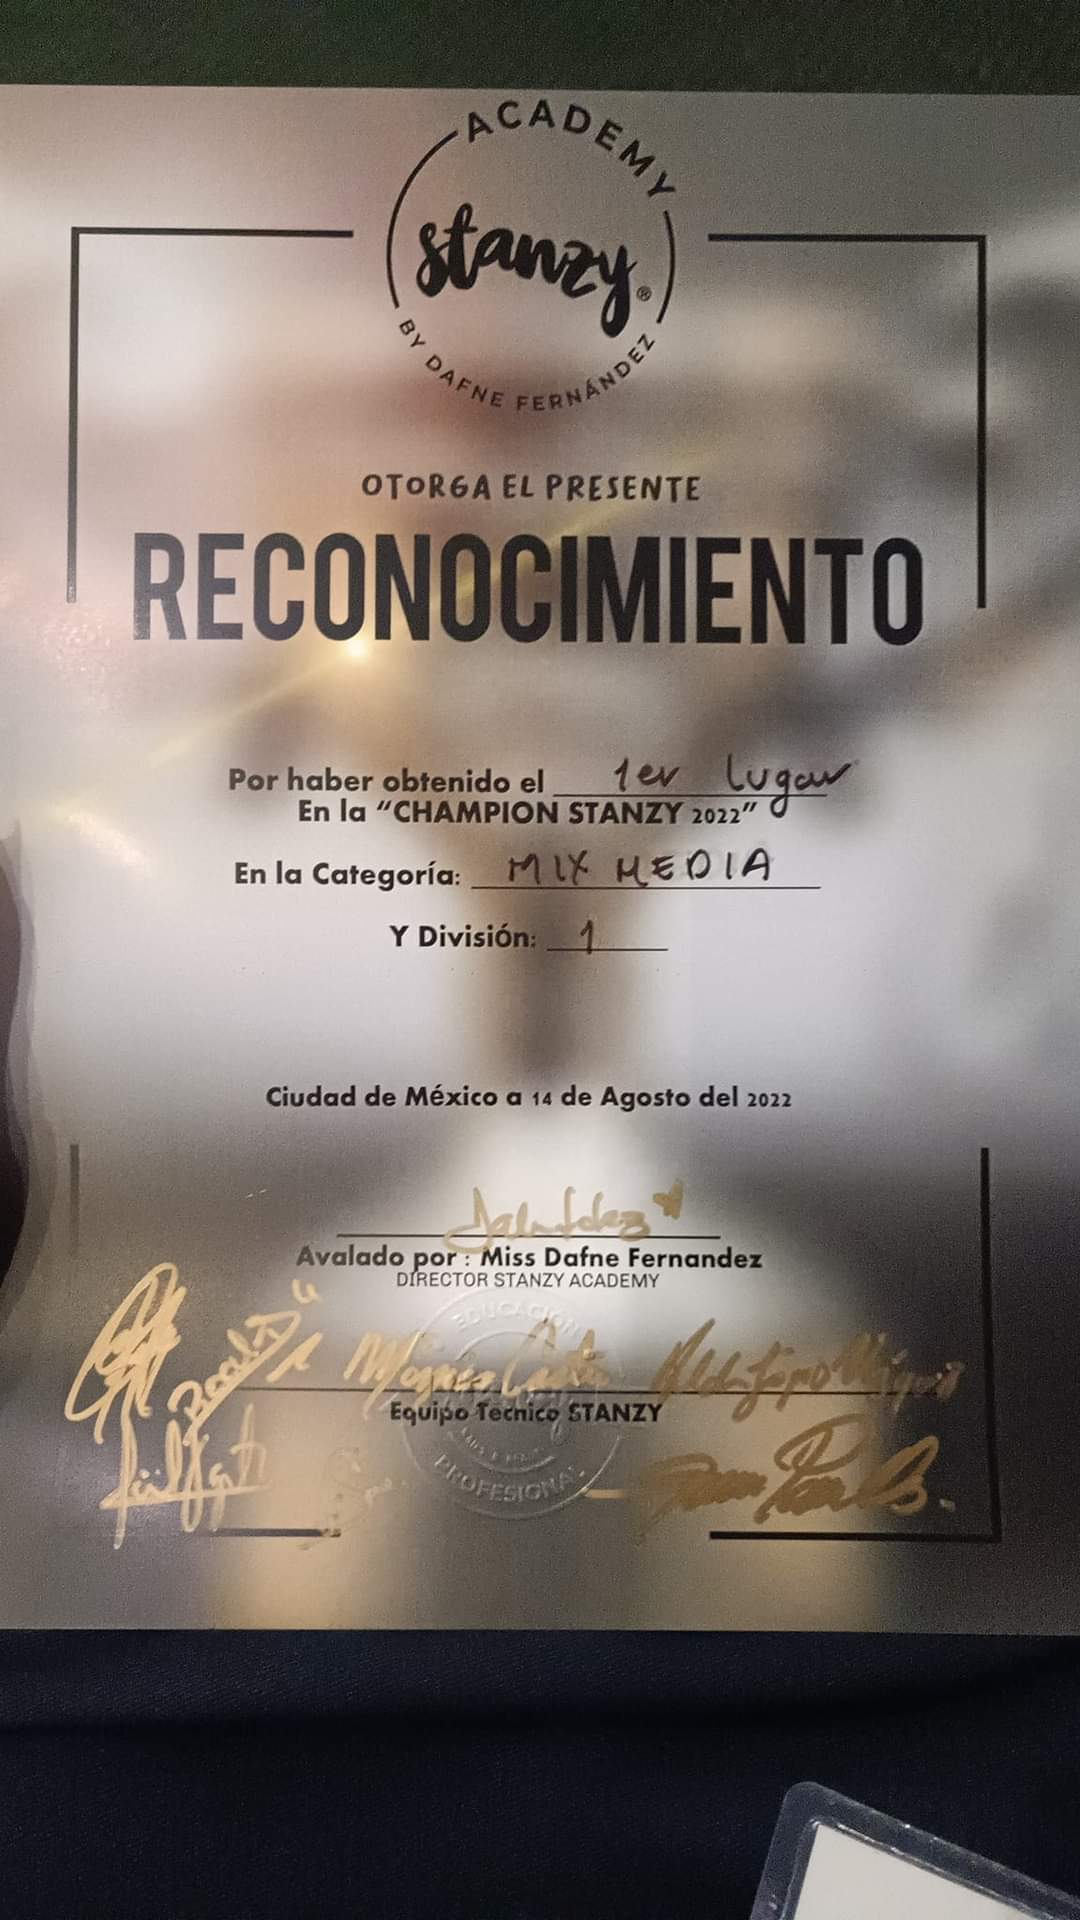 ACADEMY
stanzy®
BY DAFNE FERNÁNDEZ
OTORGA EL PRESENTE
RECONOCIMIENTO
Por haber obtenido el 1er lugar
En la “CHAMPION STANZY 2022”
En la Categoría: MIX MEDIA
Y División: 1
Ciudad de México a 14 de Agosto del 2022
Avalado por : Miss Dafne Fernandez
DIRECTOR STANZY ACADEMY
EDUCACIÓN
Equipo Tecnico STANZY
PROFESIONAL